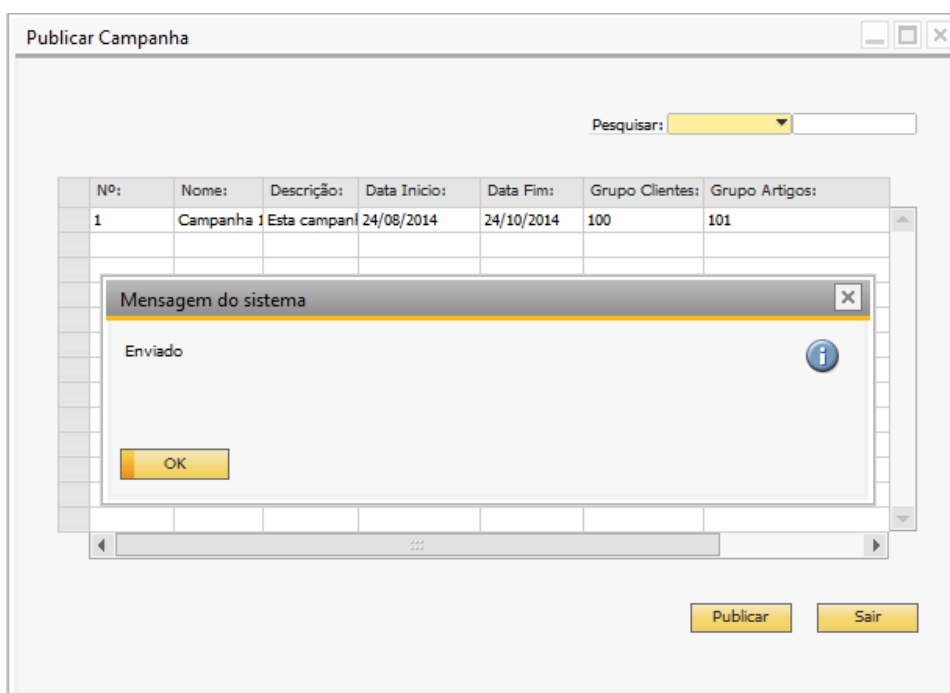 Publicar Campanha
Pesquisar:
Nº: Nome: Descrição: Data Inicio: Data Fim: Grupo Clientes: Grupo Artigos:
1 Campanha 1 Esta campanl 24/08/2014 24/10/2014 100 101
Mensagem do sistema
Enviado
OK
Publicar Sair